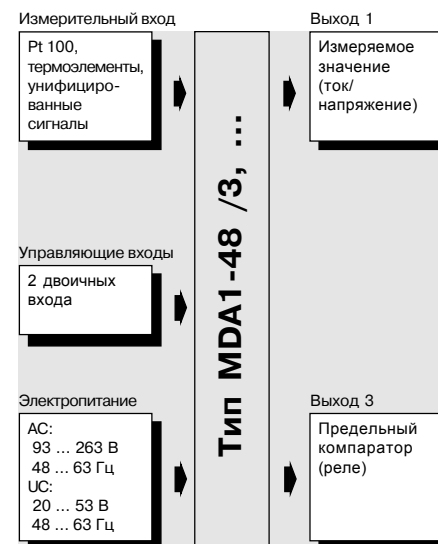 Измерительный вход
Pt 100,
термоэлементы,
унифициро-
ванные
сигналы
Управляющие входы
2 двоичных
входа
Электропитание
AC:
93 ... 263 В
48 ... 63 Гц
UC:
20 ... 53 В
48 ... 63 Гц
Тип MDA1-48 /3, ...
Выход 1
Измеряемое
значение
(ток/
напряжение)
Выход 3
Предельный
компаратор
(реле)